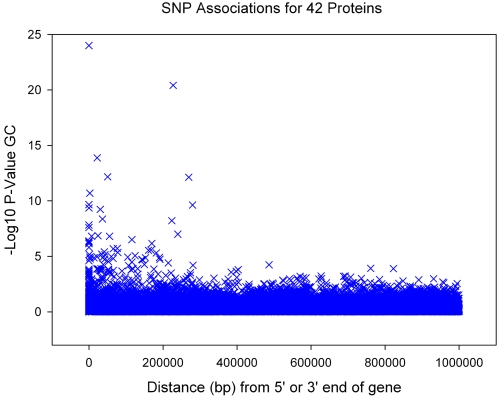 SNP Associations for 42 Proteins
25
20
15
10
5
0
-Log10 P-Value GC
0 200000 400000 600000 800000 1000000
Distance (bp) from 5' or 3' end of gene